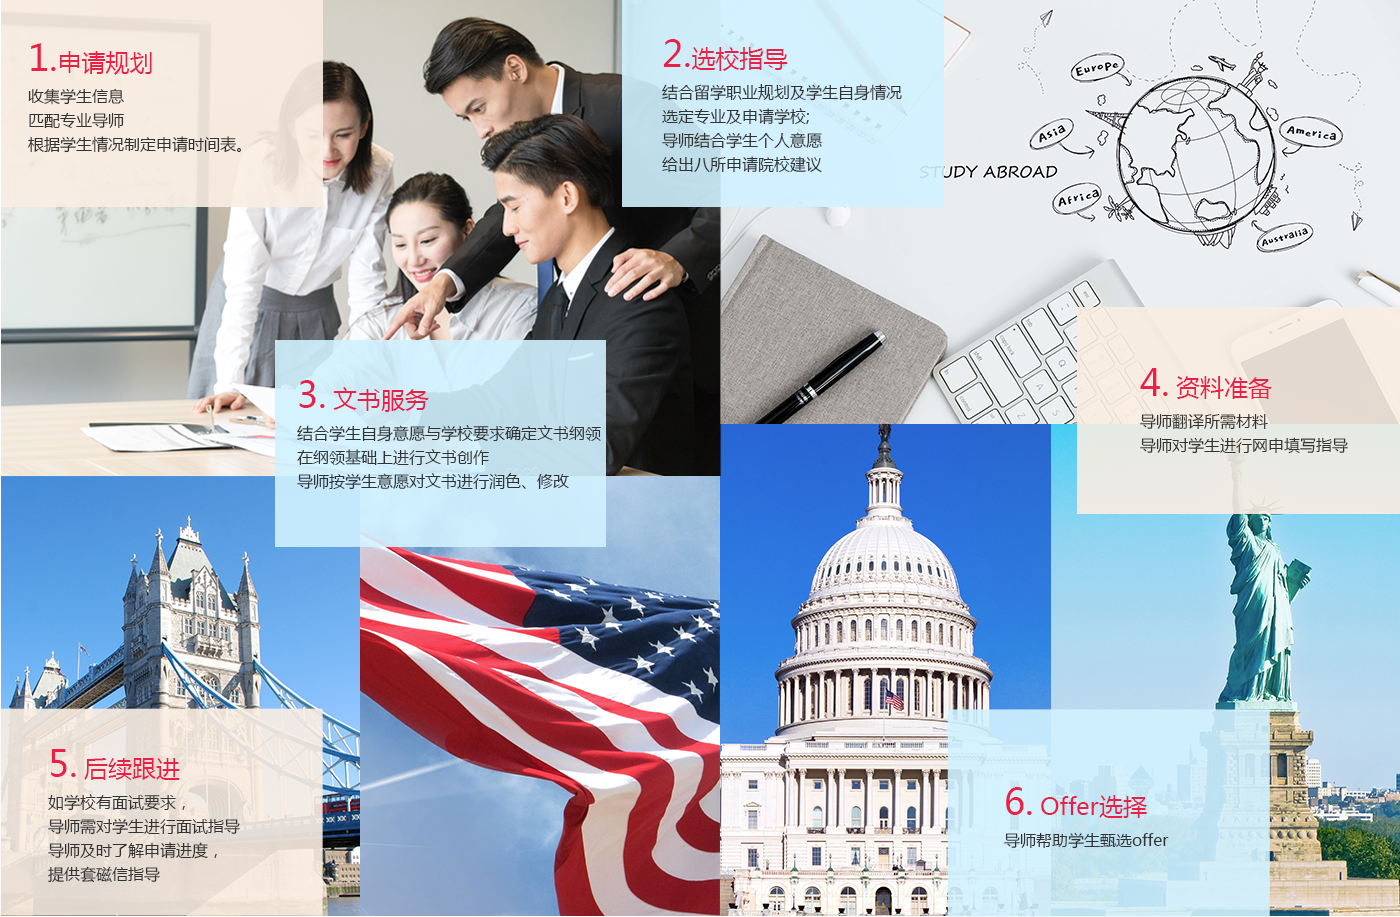 1.申请规划
收集学生信息
匹配专业导师
根据学生情况制定申请时间表。
2.选校指导
结合留学职业规划及学生自身情况
选定专业及申请学校;
导师结合学生个人意愿
给出八所申请院校建议
STUDY ABROAD
Europe
Asia
America
Africa
Australia
3. 文书服务
结合学生自身意愿与学校要求确定文书纲领
在纲领基础上进行文书创作
导师按学生意愿对文书进行润色、修改
4. 资料准备
导师翻译所需材料
导师对学生进行网申填写指导
5. 后续跟进
如学校有面试要求，
导师需对学生进行面试指导
导师及时了解申请进度，
提供套磁信指导
6. Offer选择
导师帮助学生甄选offer